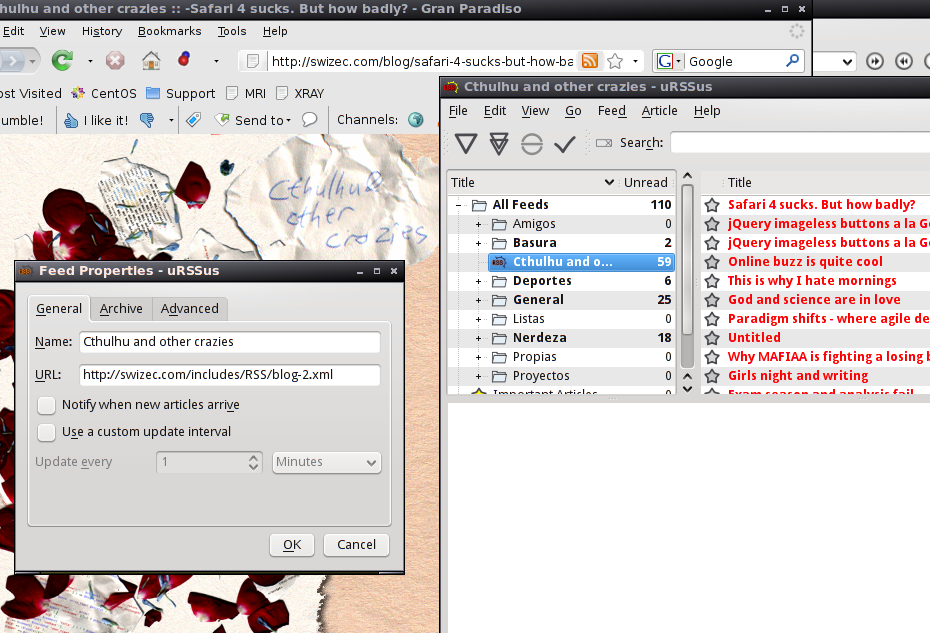 thulhu and other crazies :: -Safari 4 sucks. But how badly? - Gran Paradiso
Edit View History Bookmarks Tools Help
http://swizec.com/blog/safari-4-sucks-but-how-ba
G Google
ost Visited CentOS Support MRI XRAY
umble! I like it! Send to Channels:
Cthulhu & other crazies
Cthulhu and other crazies - uRSSus
File Edit View Go Feed Article Help
Search:
Title Unread
All Feeds 110
Amigos 0
Basura 2
RSS Cthulhu and o... 59
Deportes 6
General 25
Listas 0
Nerdeza 18
Propias 0
Proyectos 0
Important Articles 0
Title
Safari 4 sucks. But how badly?
jQuery imageless buttons a la G
jQuery imageless buttons a la G
Online buzz is quite cool
This is why I hate mornings
God and science are in love
Paradigm shifts - where agile de
Untitled
Why MAFIAA is fighting a losing b
Girls night and writing
Exam season and analysis fail
Feed Properties - uRSSus
General Archive Advanced
Name: Cthulhu and other crazies
URL: http://swizec.com/includes/RSS/blog-2.xml
Notify when new articles arrive
Use a custom update interval
Update every 1 Minutes
OK Cancel